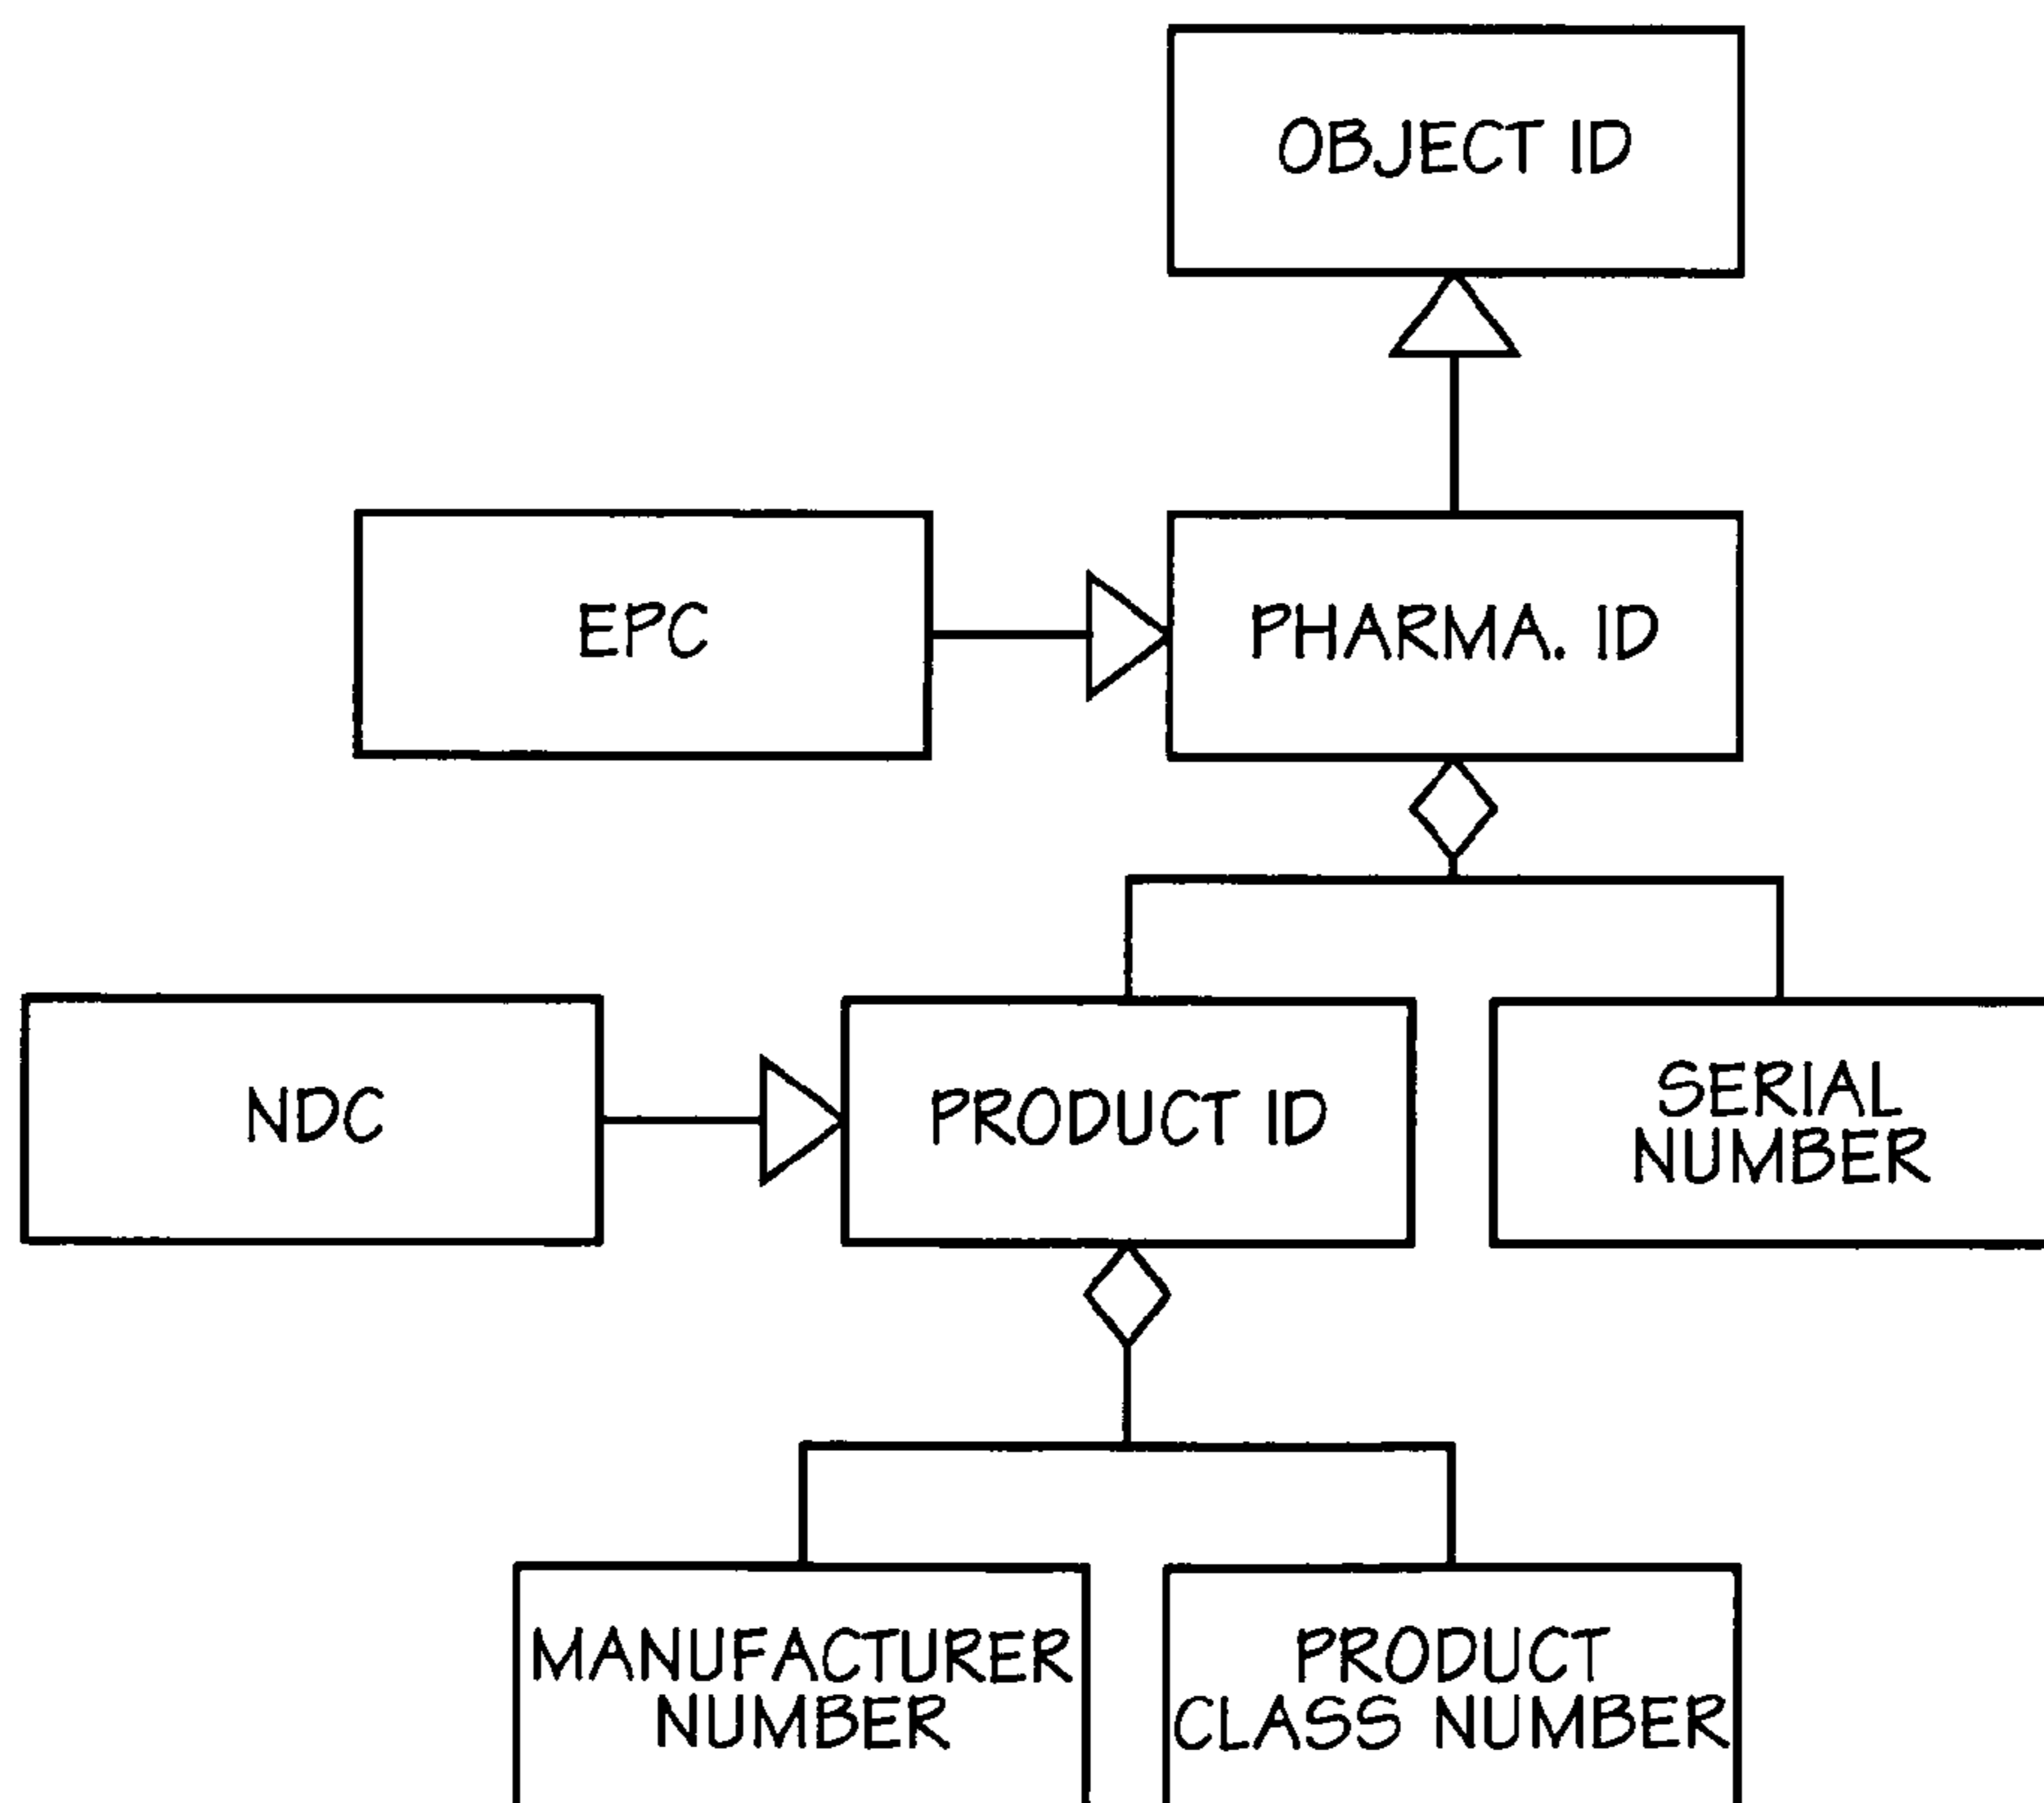 OBJECT ID
EPC
PHARMA. ID
NDC
PRODUCT ID
SERIAL
NUMBER
MANUFACTURER
NUMBER
PRODUCT
CLASS NUMBER